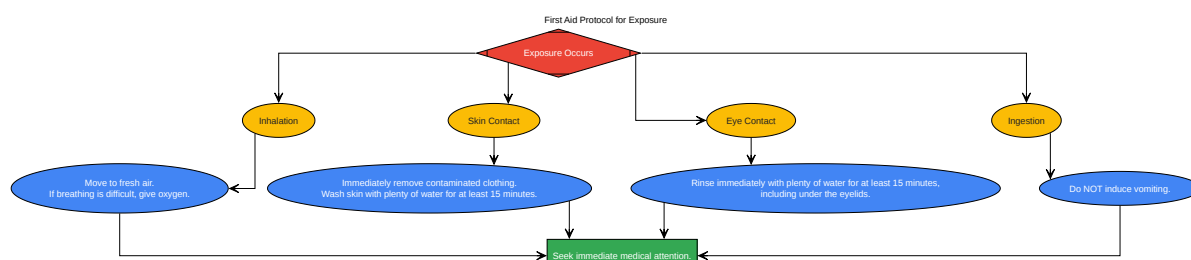 First Aid Protocol for Exposure
Exposure Occurs
Inhalation
Skin Contact
Eye Contact
Ingestion
Move to fresh air.
If breathing is difficult, give oxygen.
Immediately remove contaminated clothing.
Wash skin with plenty of water for at least 15 minutes.
Rinse immediately with plenty of water for at least 15 minutes,
including under the eyelids.
Do NOT induce vomiting.
Seek immediate medical attention.